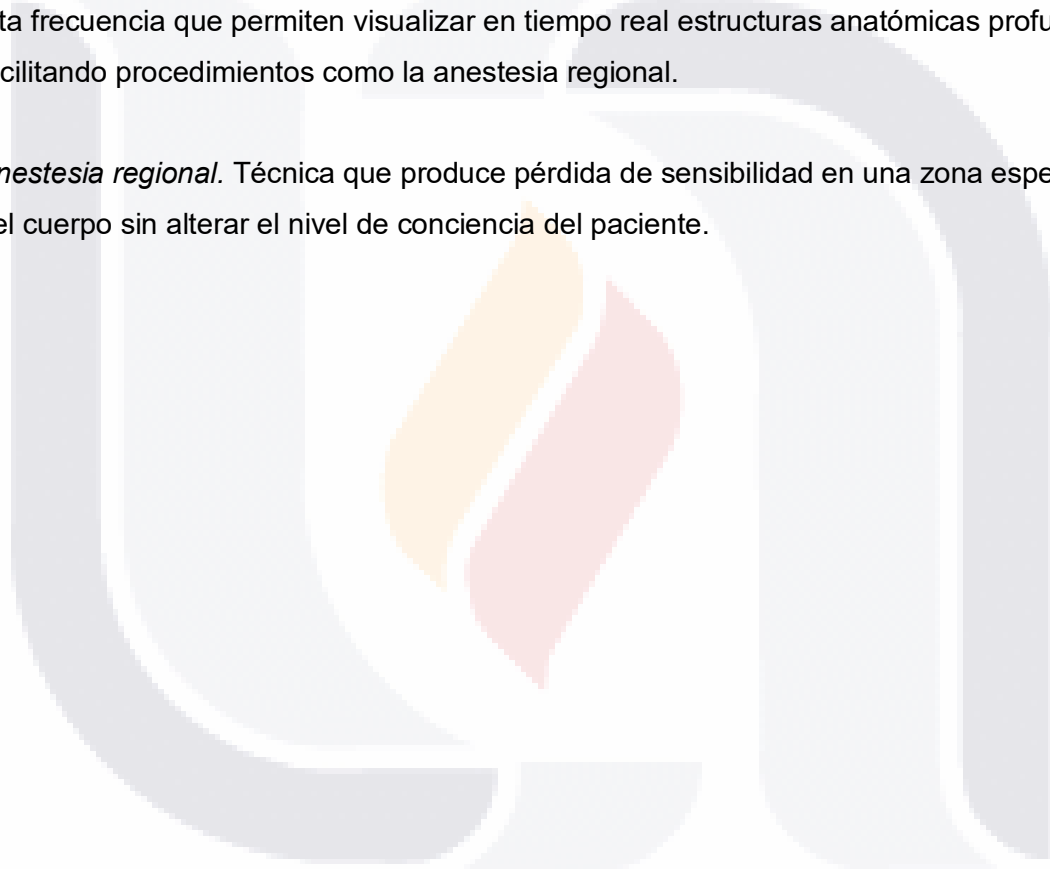 ta frecuencia que permiten visualizar en tiempo real estructuras anatómicas profu
cilitando procedimientos como la anestesia regional.
nestesia regional. Técnica que produce pérdida de sensibilidad en una zona espe
el cuerpo sin alterar el nivel de conciencia del paciente.